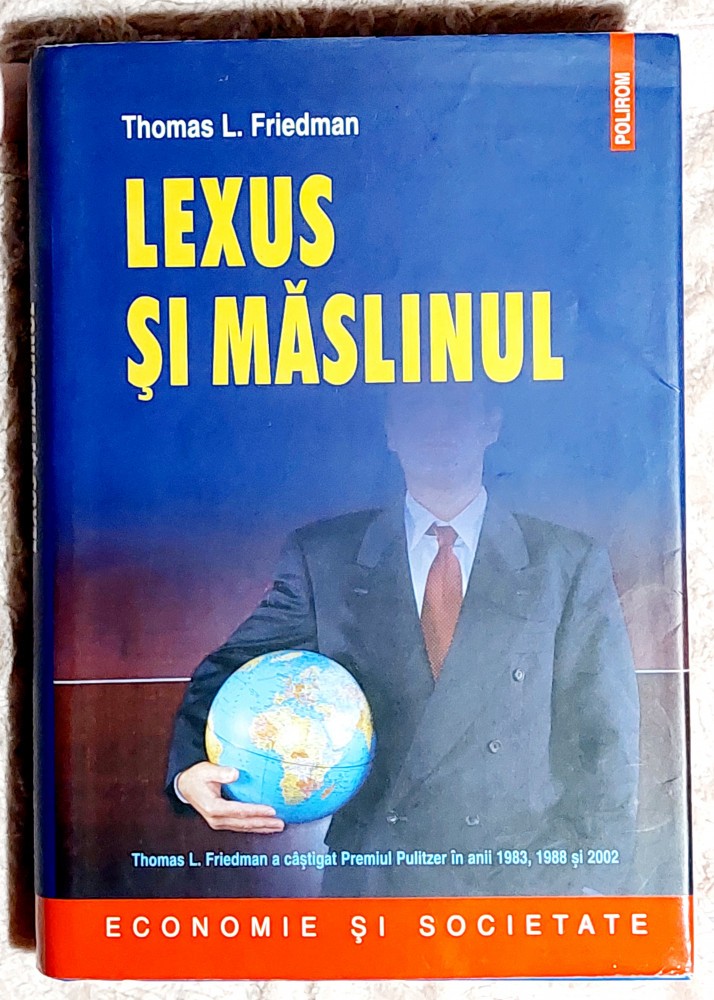 POLIROM
Thomas L. Friedman
LEXUS
ŞI MĂSLINUL
Thomas L. Friedman a câştigat Premiul Pulitzer în anii 1983, 1988 şi 2002
ECONOMIE ŞI SOCIETATE